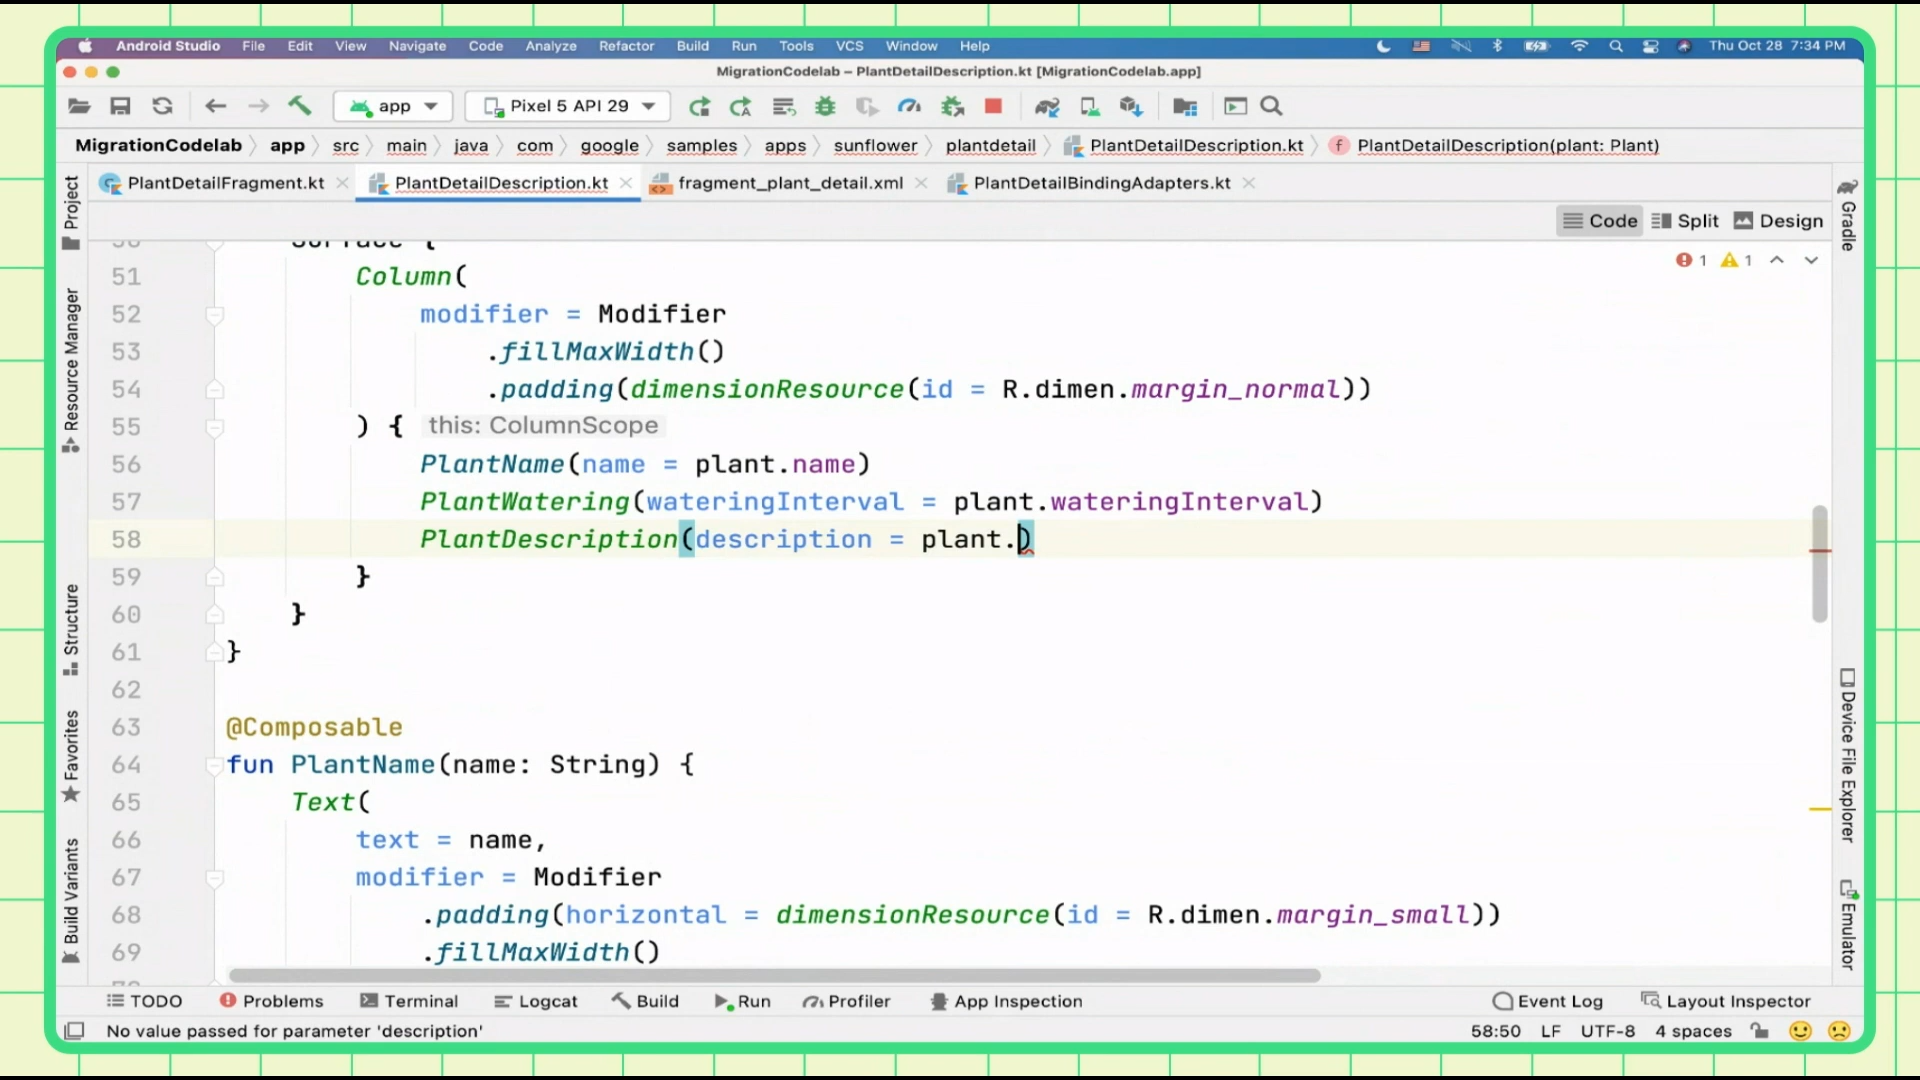 Android Studio File Edit View Navigate Code Analyze Refactor Build Run Tools VCS Window Help Thu Oct 28 7:34 PM
MigrationCodelab – PlantDetailDescription.kt [MigrationCodelab.app]
app Pixel 5 API 29
MigrationCodelab app src main java com google samples apps sunflower plantdetail PlantDetailDescription.kt f PlantDetailDescription(plant: Plant)
PlantDetailFragment.kt PlantDetailDescription.kt fragment_plant_detail.xml PlantDetailBindingAdapters.kt
Code Split Design
1 1
Project
Resource Manager
Structure
Favorites
Build Variants
50 Surface {
51 Column(
52 modifier = Modifier
53 .fillMaxWidth()
54 .padding(dimensionResource(id = R.dimen.margin_normal))
55 ) { this: ColumnScope
56 PlantName(name = plant.name)
57 PlantWatering(wateringInterval = plant.wateringInterval)
58 PlantDescription(description = plant.)
59 }
60 }
61 }
62
63 @Composable
64 fun PlantName(name: String) {
65 Text(
66 text = name,
67 modifier = Modifier
68 .padding(horizontal = dimensionResource(id = R.dimen.margin_small))
69 .fillMaxWidth()
Gradle
Device File Explorer
Emulator
TODO Problems Terminal Logcat Build Run Profiler App Inspection Event Log Layout Inspector
No value passed for parameter 'description' 58:50 LF UTF-8 4 spaces